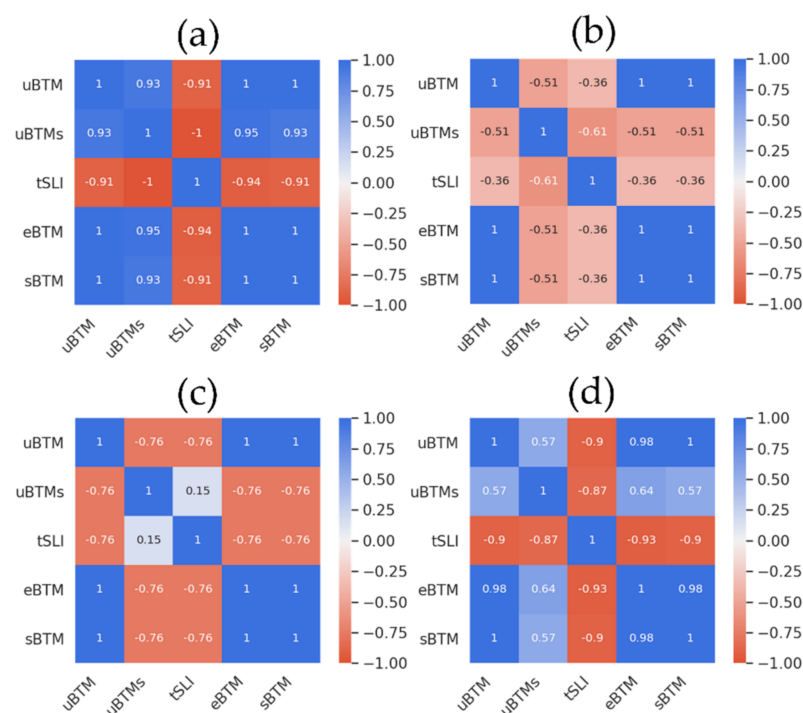 (a)
uBTM 1 0.93 -0.91 1 1
uBTMs 0.93 1 -1 0.95 0.93
tSLI -0.91 -1 1 -0.94 -0.91
eBTM 1 0.95 -0.94 1 1
sBTM 1 0.93 -0.91 1 1
uBTM uBTMs tSLI eBTM sBTM
1.00
0.75
0.50
0.25
0.00
−0.25
−0.50
−0.75
−1.00
(b)
uBTM 1 -0.51 -0.36 1 1
uBTMs -0.51 1 -0.61 -0.51 -0.51
tSLI -0.36 -0.61 1 -0.36 -0.36
eBTM 1 -0.51 -0.36 1 1
sBTM 1 -0.51 -0.36 1 1
uBTM uBTMs tSLI eBTM sBTM
1.00
0.75
0.50
0.25
0.00
−0.25
−0.50
−0.75
−1.00
(c)
uBTM 1 -0.76 -0.76 1 1
uBTMs -0.76 1 0.15 -0.76 -0.76
tSLI -0.76 0.15 1 -0.76 -0.76
eBTM 1 -0.76 -0.76 1 1
sBTM 1 -0.76 -0.76 1 1
uBTM uBTMs tSLI eBTM sBTM
1.00
0.75
0.50
0.25
0.00
−0.25
−0.50
−0.75
−1.00
(d)
uBTM 1 0.57 -0.9 0.98 1
uBTMs 0.57 1 -0.87 0.64 0.57
tSLI -0.9 -0.87 1 -0.93 -0.9
eBTM 0.98 0.64 -0.93 1 0.98
sBTM 1 0.57 -0.9 0.98 1
uBTM uBTMs tSLI eBTM sBTM
1.00
0.75
0.50
0.25
0.00
−0.25
−0.50
−0.75
−1.00